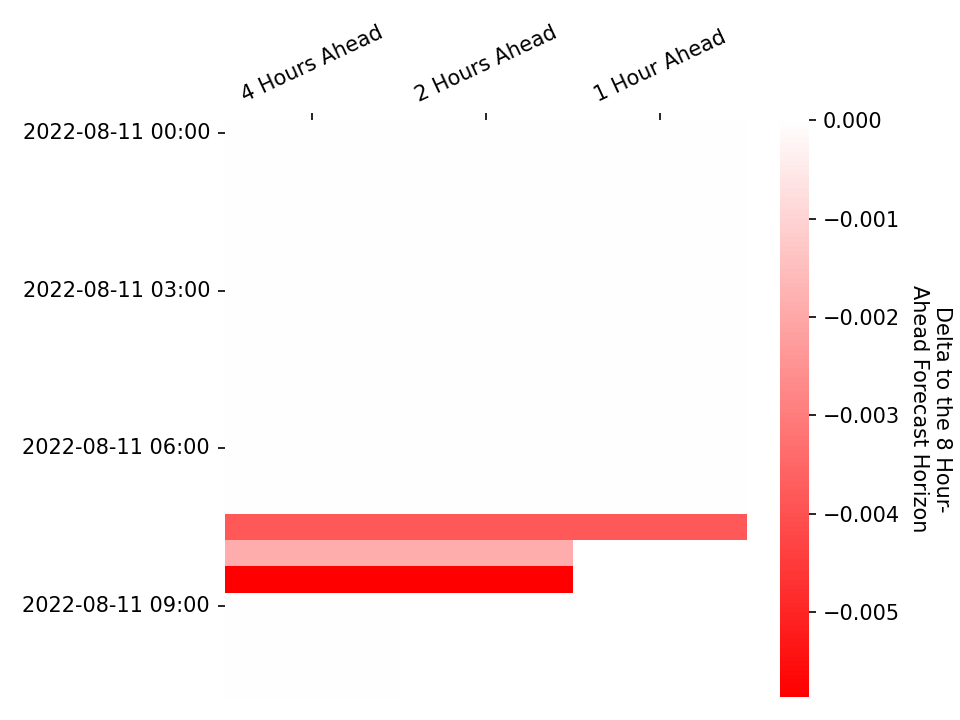 4 Hours Ahead
2 Hours Ahead
1 Hour Ahead
2022-08-11 00:00
2022-08-11 03:00
2022-08-11 06:00
2022-08-11 09:00
0.000
−0.001
−0.002
−0.003
−0.004
−0.005
Delta to the 8 Hour-
Ahead Forecast Horizon